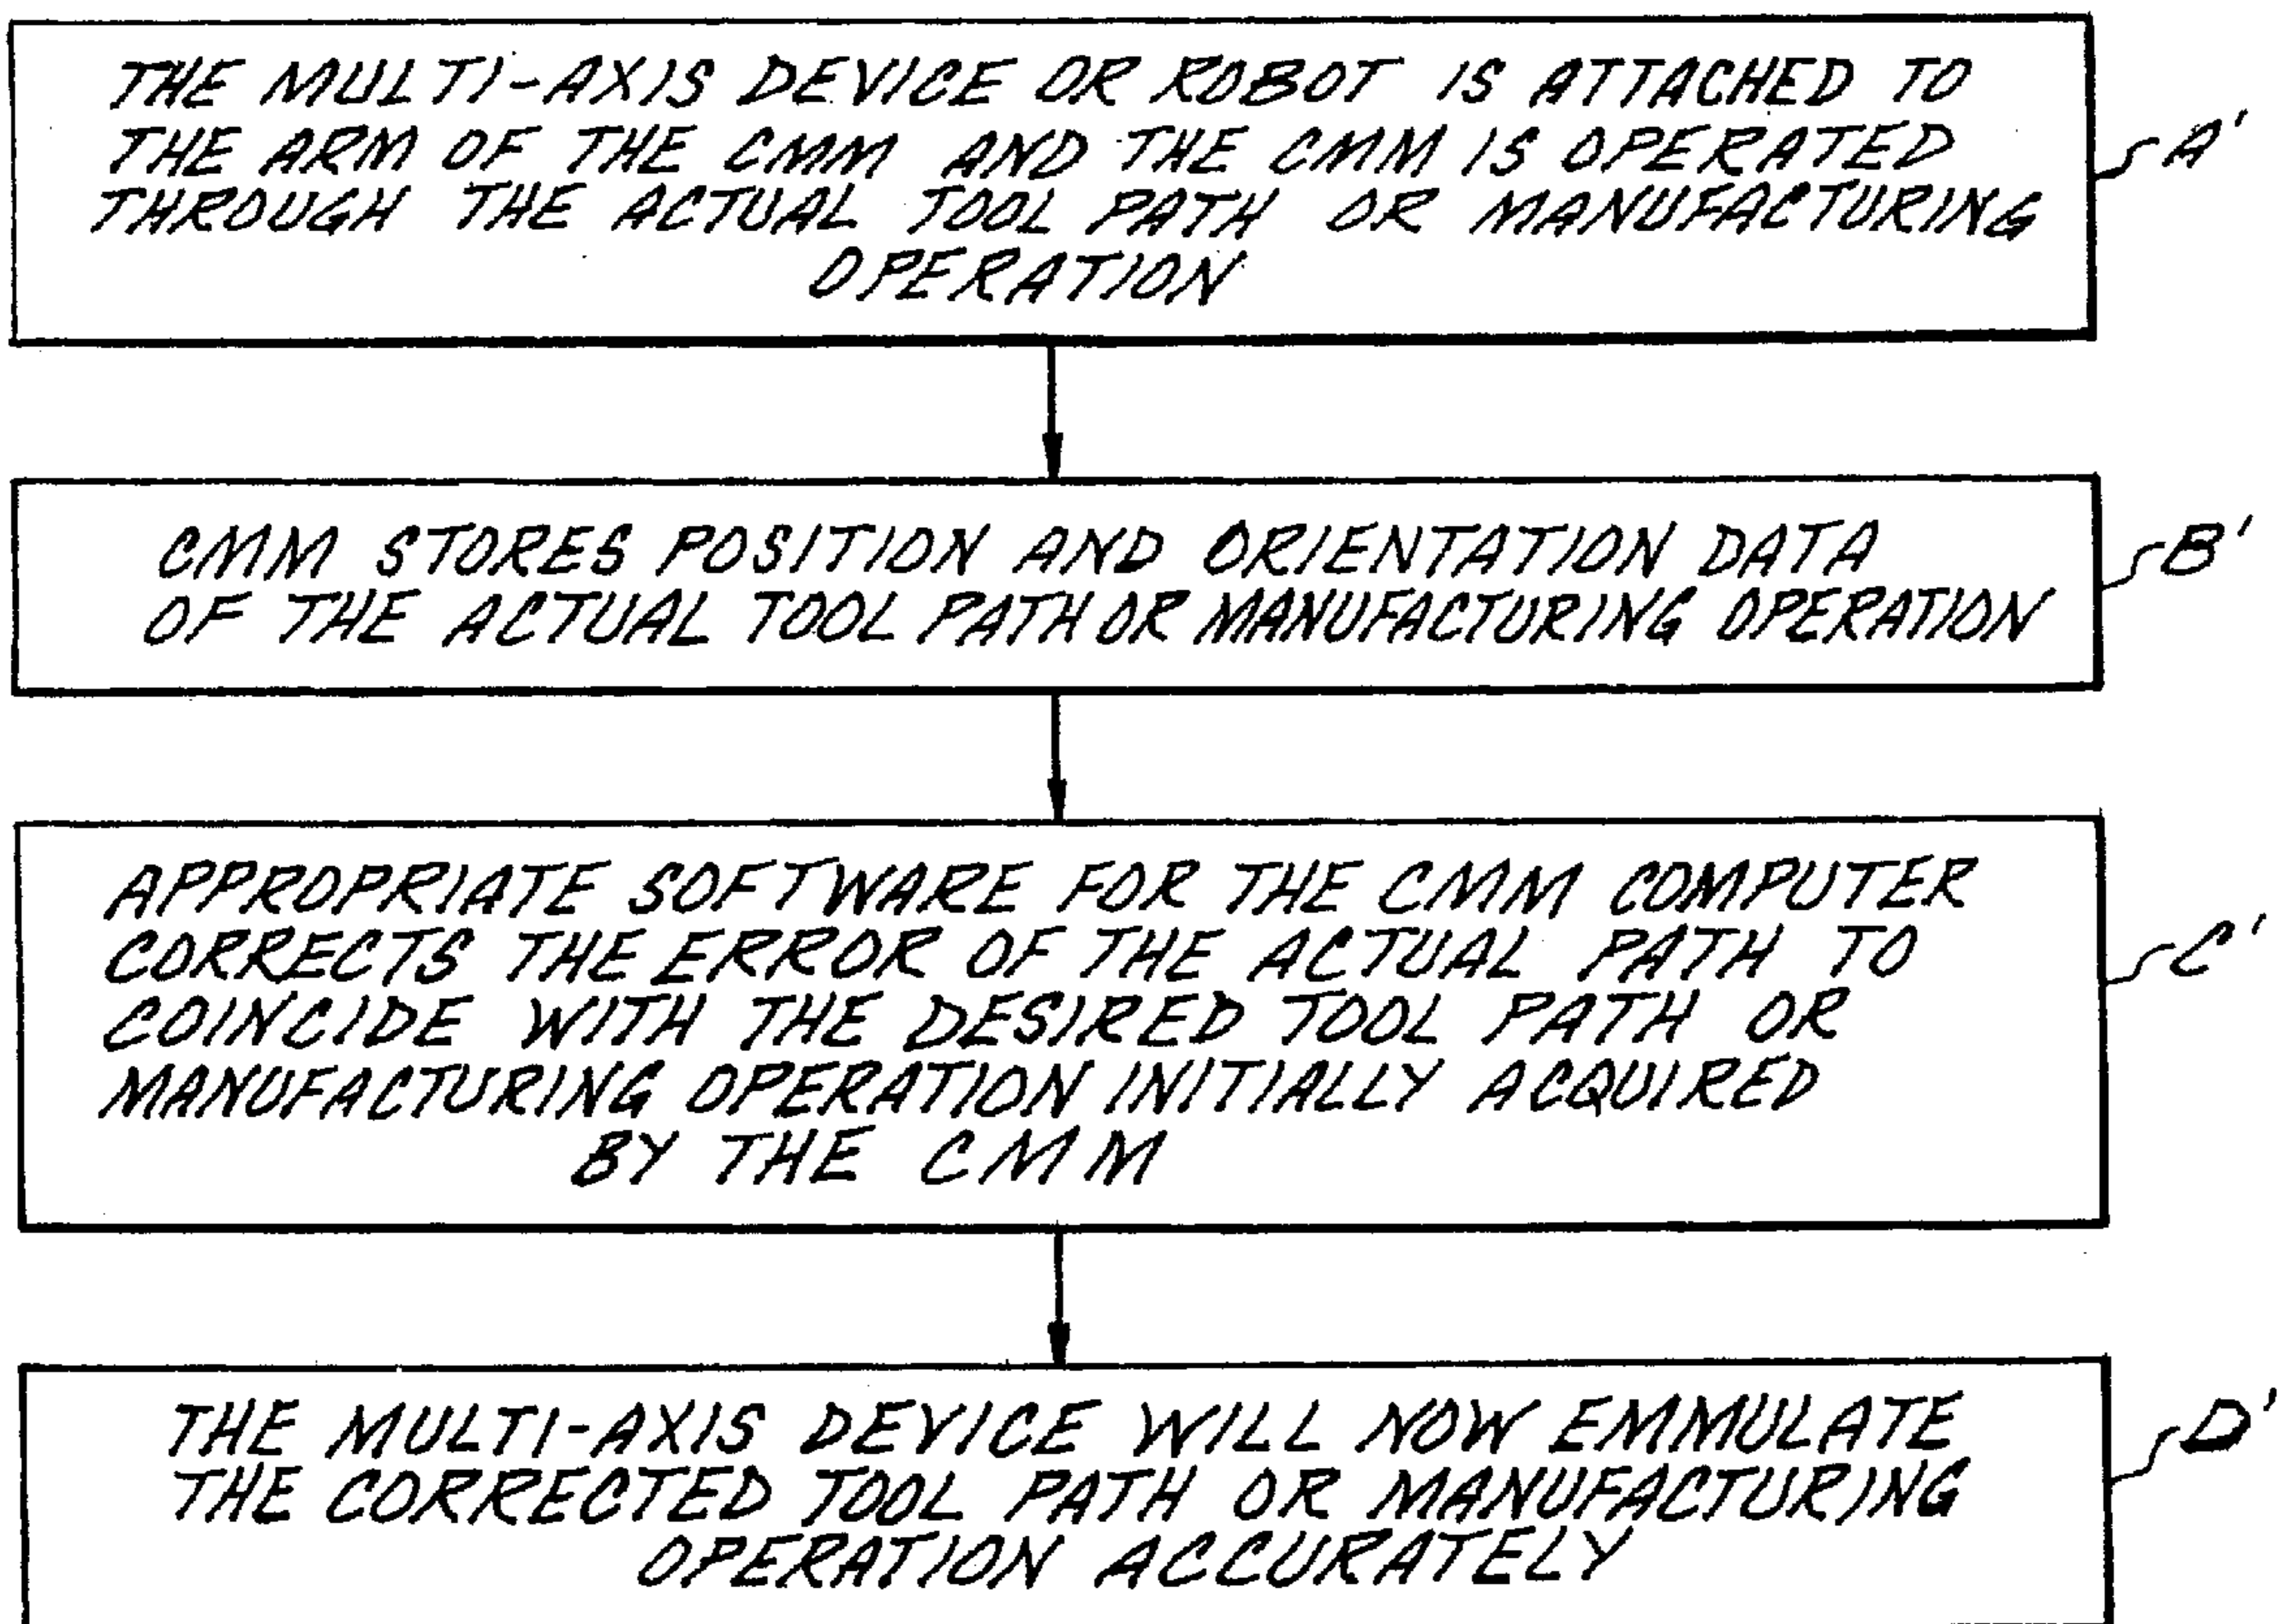 THE MULTI-AXIS DEVICE OR ROBOT IS ATTACHED TO
THE ARM OF THE CMM AND THE CMM IS OPERATED
THROUGH THE ACTUAL TOOL PATH OR MANUFACTURING
OPERATION
A'
CMM STORES POSITION AND ORIENTATION DATA
OF THE ACTUAL TOOL PATH OR MANUFACTURING OPERATION
B'
APPROPRIATE SOFTWARE FOR THE CMM COMPUTER
CORRECTS THE ERROR OF THE ACTUAL PATH TO
COINCIDE WITH THE DESIRED TOOL PATH OR
MANUFACTURING OPERATION INITIALLY ACQUIRED
BY THE CMM
C'
THE MULTI-AXIS DEVICE WILL NOW EMMULATE
THE CORRECTED TOOL PATH OR MANUFACTURING
OPERATION ACCURATELY
D'